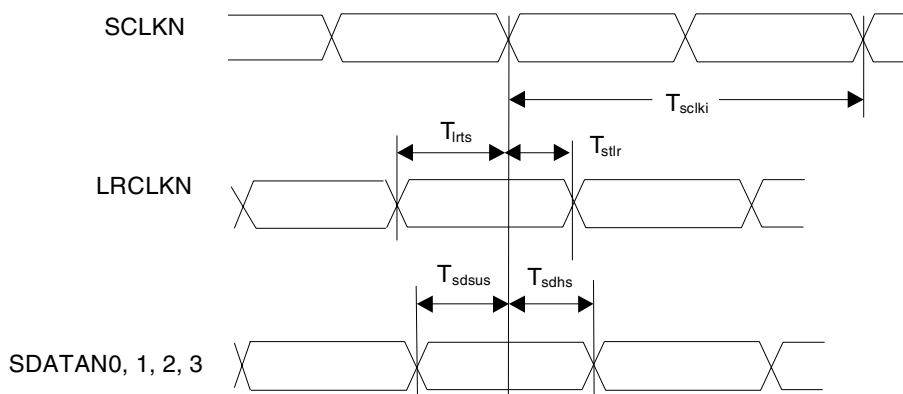 SCLKN
Tsclki
Tlrts
Tstlr
LRCLKN
Tsdsus
Tsdhs
SDATAN0, 1, 2, 3